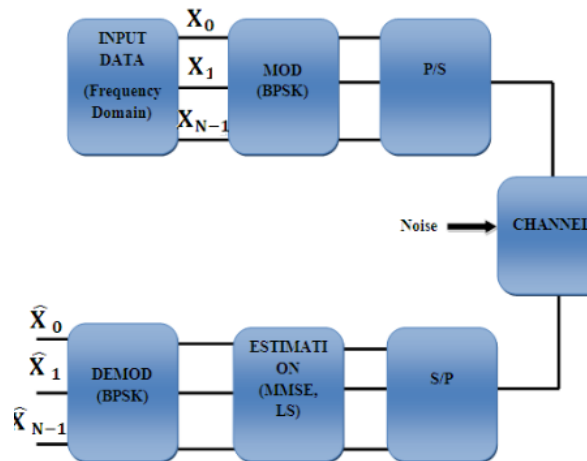 INPUT
DATA
(Frequency
Domain)
X₀
X₁
X_{N−1}
MOD
(BPSK)
P/S
Noise
CHANNEL
X̂₀
X̂₁
X̂_{N−1}
DEMOD
(BPSK)
ESTIMATI
ON
(MMSE,
LS)
S/P